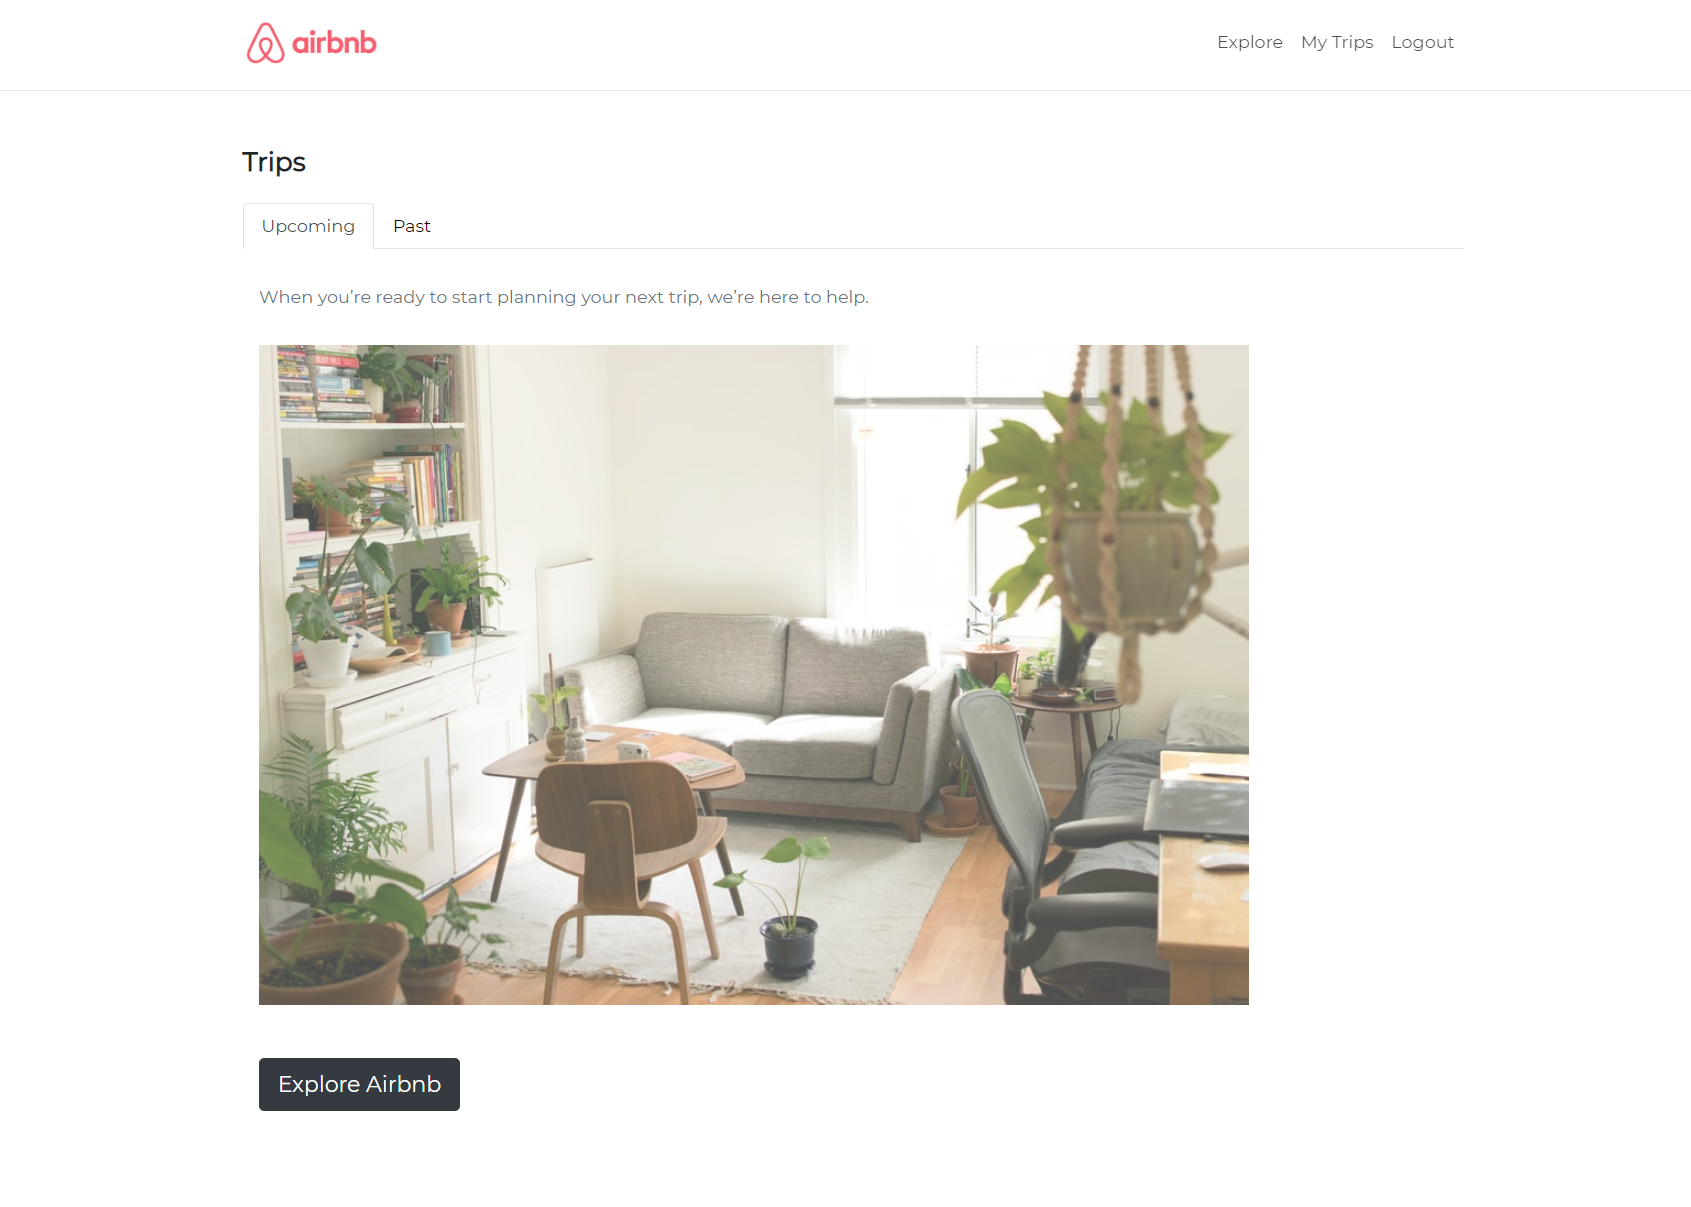 airbnb
Explore My Trips Logout
Trips
Upcoming Past
When you’re ready to start planning your next trip, we’re here to help.
Explore Airbnb